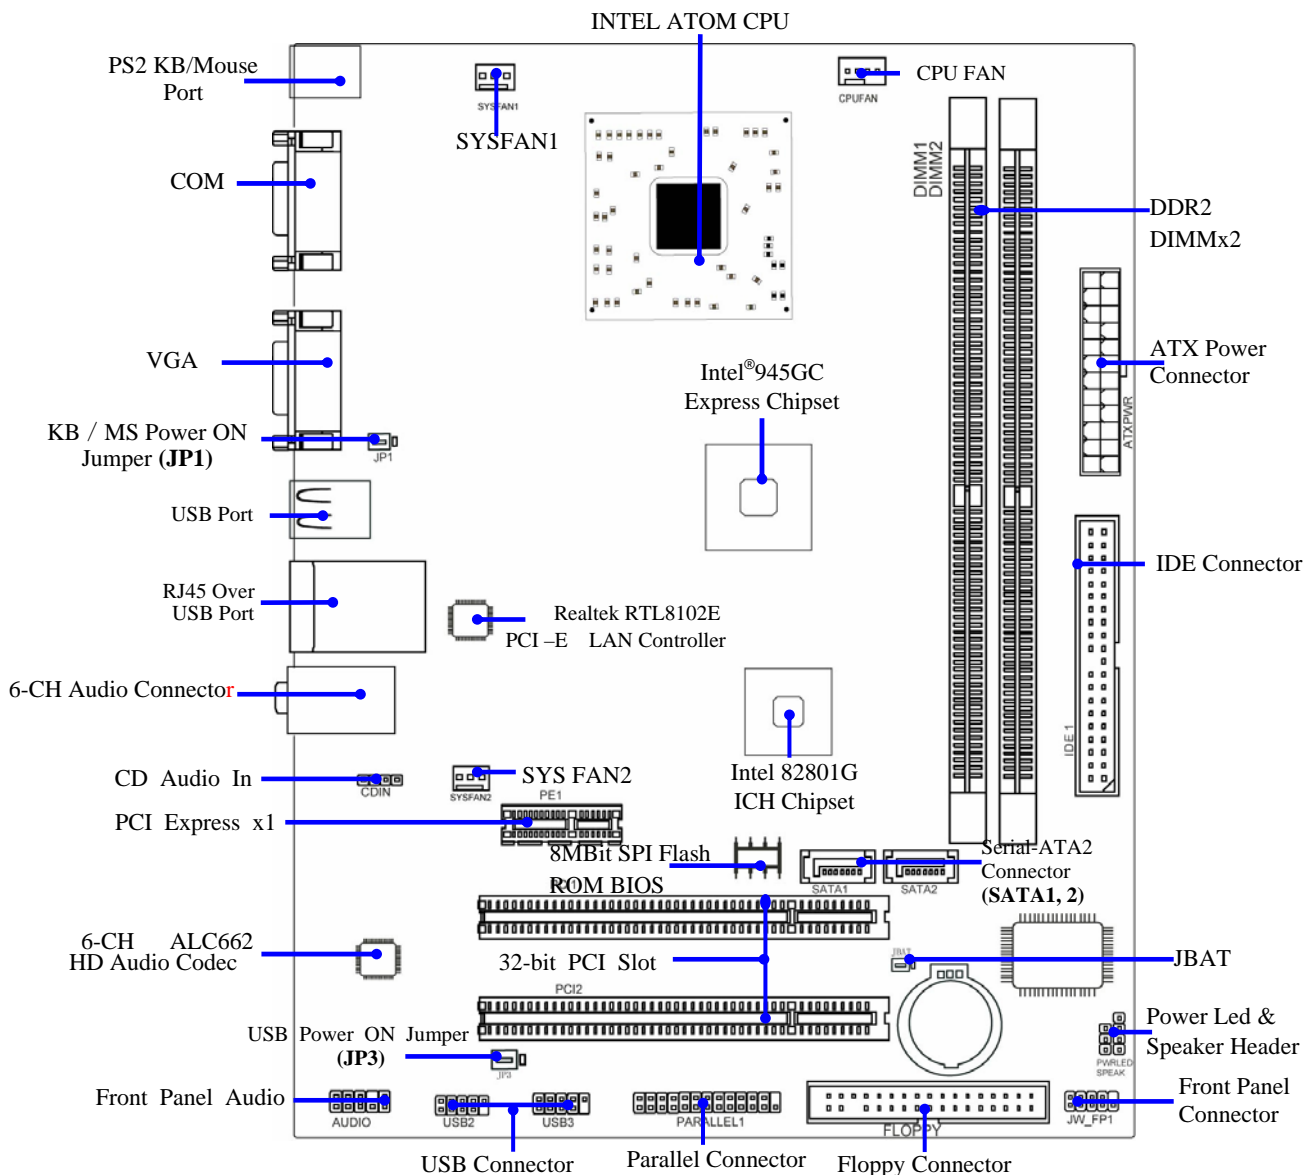 INTEL ATOM CPU
PS2 KB/Mouse
Port
CPU FAN
SYSFAN1
CPUFAN
SYSFAN1
COM
DIMM1
DIMM2
DDR2
DIMMx2
VGA
Intel®945GC
Express Chipset
ATX Power
Connector
ATXPWR
KB / MS Power ON
Jumper (JP1)
JP1
USB Port
IDE Connector
RJ45 Over
USB Port
Realtek RTL8102E
PCI –E LAN Controller
6-CH Audio Connector
IDE 1
CD Audio In
CDIN
SYS FAN2
SYSFAN2
PE1
Intel 82801G
ICH Chipset
PCI Express x1
8MBit SPI Flash
ROM BIOS
SATA1
SATA2
Serial-ATA2
Connector
(SATA1, 2)
6-CH ALC662
HD Audio Codec
32-bit PCI Slot
JBAT
JBAT
PCI2
USB Power ON Jumper
(JP3)
JP3
Power Led &
Speaker Header
PWRLED
SPEAK
Front Panel Audio
AUDIO
USB2
USB3
PARALLEL1
FLOPPY
JW_FP1
Front Panel
Connector
USB Connector
Parallel Connector
Floppy Connector